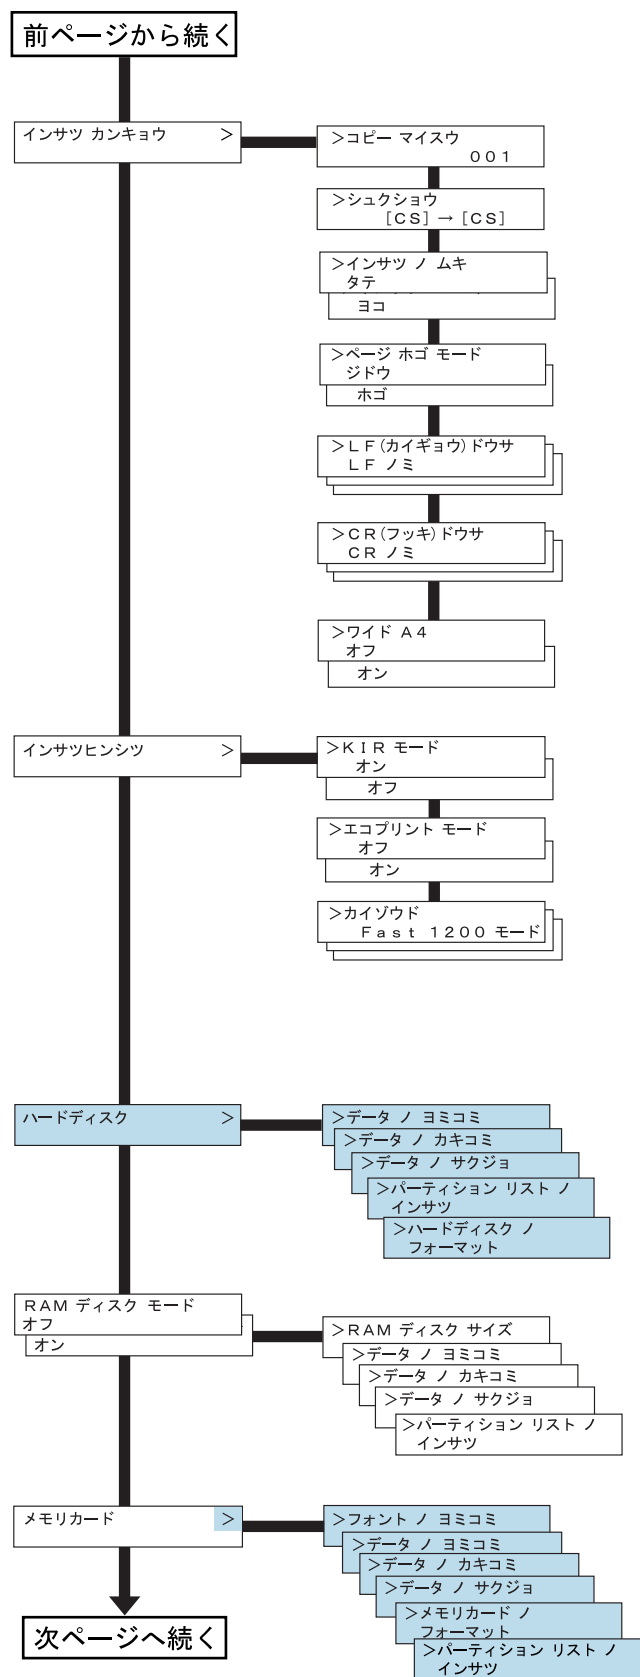 前ページから続く
インサツ カンキョウ >
>コピー マイスウ
001
>シュクショウ
[CS]→[CS]
>インサツ ノ ムキ
タテ
ヨコ
>ページ ホゴ モード
ジドウ
ホゴ
>LF(カイギョウ)ドウサ
LF ノミ
>CR(フッキ)ドウサ
CR ノミ
>ワイド A4
オフ
オン
インサツヒンシツ >
>KIR モード
オン
オフ
>エコプリント モード
オフ
オン
>カイゾウド
Fast 1200 モード
ハードディスク >
>データ ノ ヨミコミ
>データ ノ カキコミ
>データ ノ サクジョ
>パーティション リスト ノ
インサツ
>ハードディスク ノ
フォーマット
RAM ディスク モード
オフ
オン
>RAM ディスク サイズ
>データ ノ ヨミコミ
>データ ノ カキコミ
>データ ノ サクジョ
>パーティション リスト ノ
インサツ
メモリカード >
>フォント ノ ヨミコミ
>データ ノ ヨミコミ
>データ ノ カキコミ
>データ ノ サクジョ
>メモリカード ノ
フォーマット
>パーティション リスト ノ
インサツ
次ページへ続く